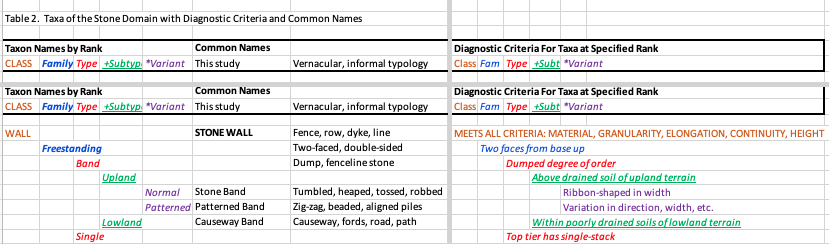 Table 2. Taxa of the Stone Domain with Diagnostic Criteria and Common Names
Taxon Names by Rank Common Names Diagnostic Criteria For Taxa at Specified Rank
CLASS Family Type +Subtype *Variant This study Vernacular, informal typology Class Fam Type +Subt *Variant
Taxon Names by Rank Common Names Diagnostic Criteria For Taxa at Specified Rank
CLASS Family Type +Subtype *Variant This study Vernacular, informal typology Class Fam Type +Subt *Variant
WALL STONE WALL Fence, row, dyke, line MEETS ALL CRITERIA: MATERIAL, GRANULARITY, ELONGATION, CONTINUITY, HEIGHT
Freestanding Two-faced, double-sided Two faces from base up
Band Dump, fenceline stone Dumped degree of order
Upland Above drained soil of upland terrain
Normal Stone Band Tumbled, heaped, tossed, robbed Ribbon-shaped in width
Patterned Patterned Band Zig-zag, beaded, aligned piles Variation in direction, width, etc.
Lowland Causeway Band Causeway, fords, road, path Within poorly drained soils of lowland terrain
Single Top tier has single-stack